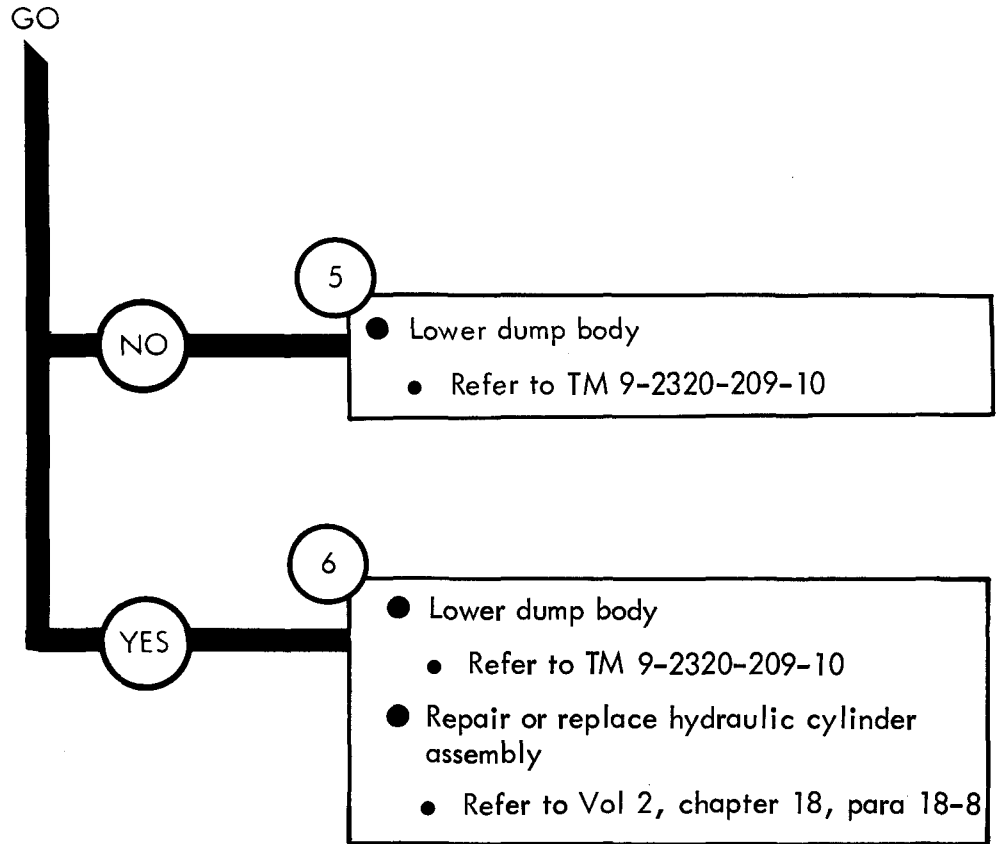 GO
5
NO
● Lower dump body
● Refer to TM 9-2320-209-10
6
YES
● Lower dump body
● Refer to TM 9-2320-209-10
● Repair or replace hydraulic cylinder
assembly
● Refer to Vol 2, chapter 18, para 18-8